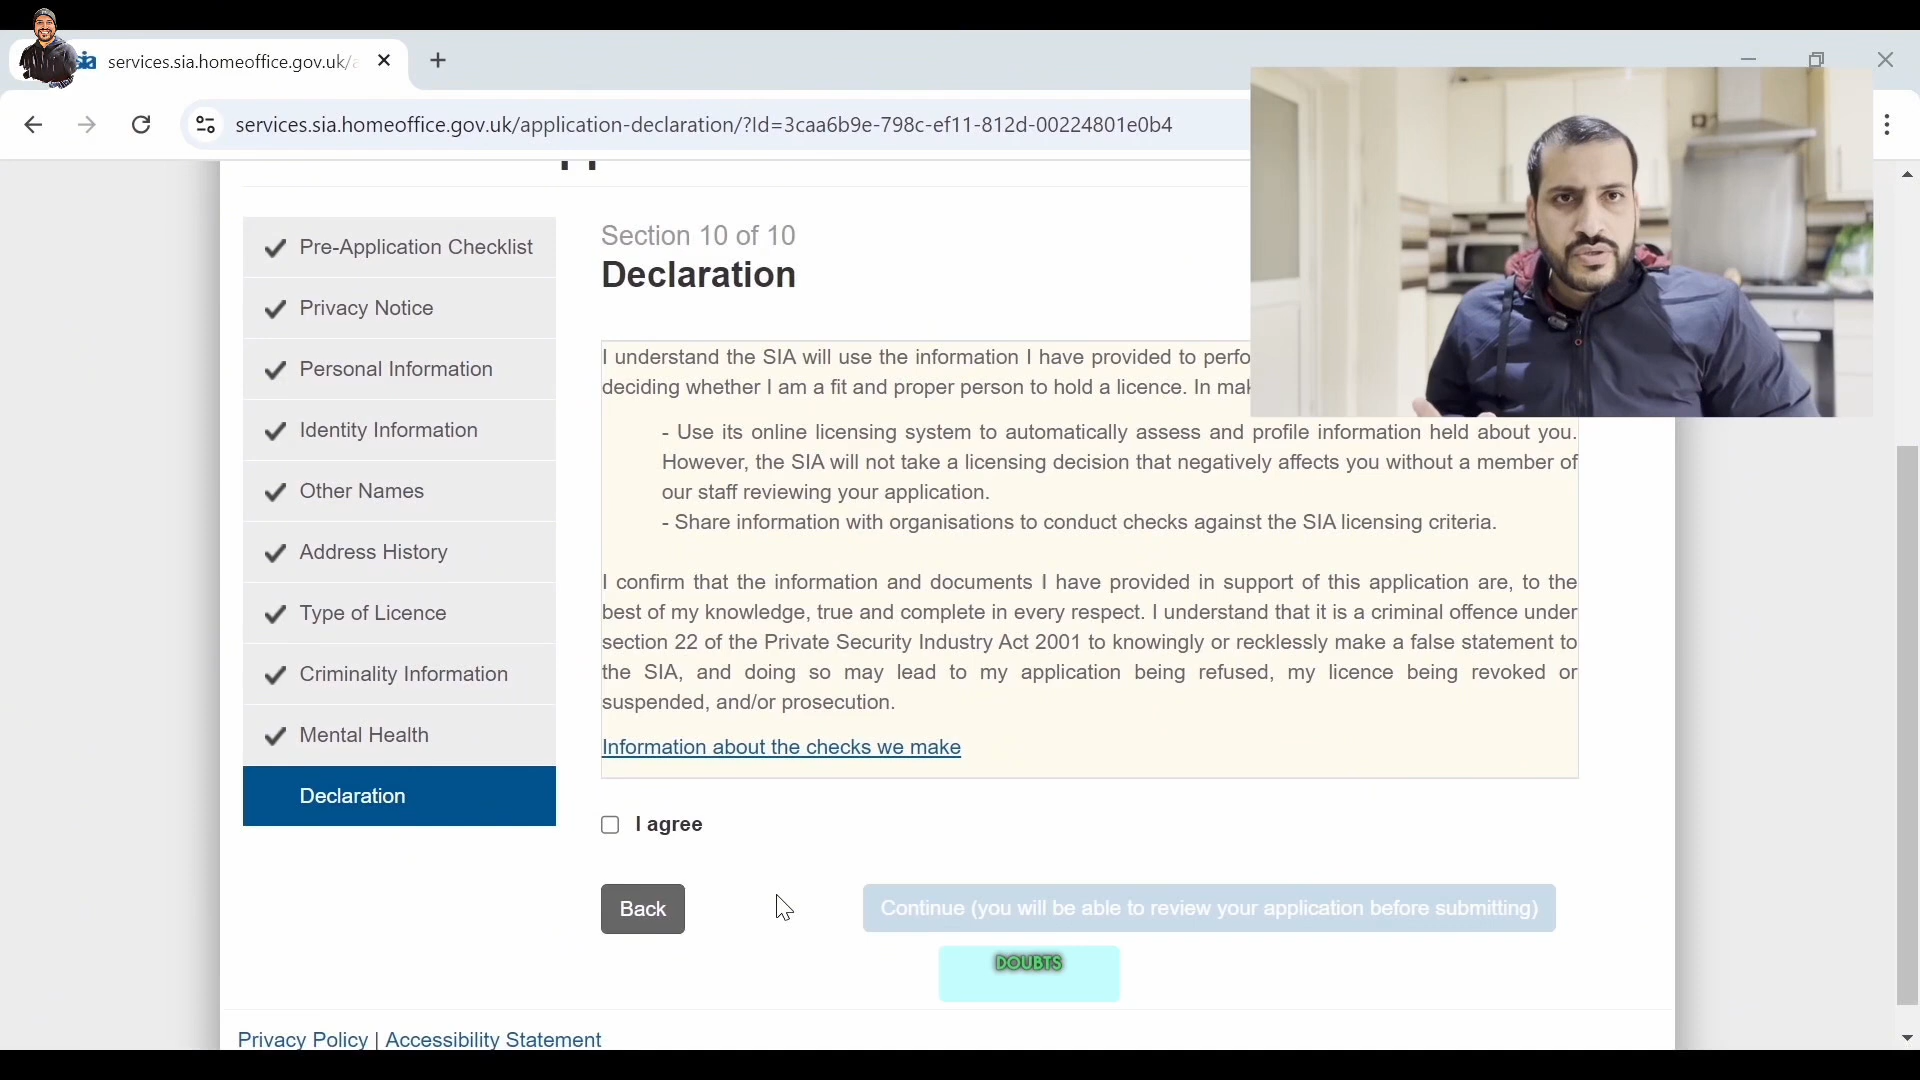 sia services.sia.homeoffice.gov.uk/a
services.sia.homeoffice.gov.uk/application-declaration/?Id=3caa6b9e-798c-ef11-812d-00224801e0b4
Pre-Application Checklist
Privacy Notice
Personal Information
Identity Information
Other Names
Address History
Type of Licence
Criminality Information
Mental Health
Declaration
Section 10 of 10
Declaration
I understand the SIA will use the information I have provided to perfo
deciding whether I am a fit and proper person to hold a licence. In mak
- Use its online licensing system to automatically assess and profile information held about you.
However, the SIA will not take a licensing decision that negatively affects you without a member of
our staff reviewing your application.
- Share information with organisations to conduct checks against the SIA licensing criteria.
I confirm that the information and documents I have provided in support of this application are, to the
best of my knowledge, true and complete in every respect. I understand that it is a criminal offence under
section 22 of the Private Security Industry Act 2001 to knowingly or recklessly make a false statement to
the SIA, and doing so may lead to my application being refused, my licence being revoked or
suspended, and/or prosecution.
Information about the checks we make
I agree
Back
Continue (you will be able to review your application before submitting)
DOUBTS
Privacy Policy | Accessibility Statement